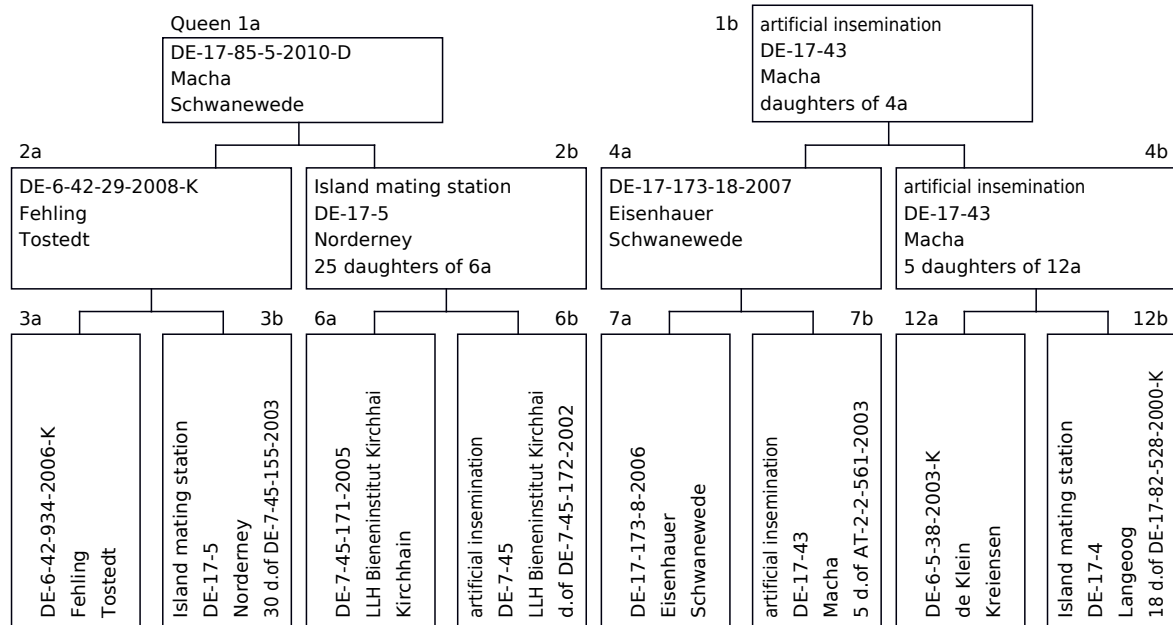 Queen 1a
DE-17-85-5-2010-D
Macha
Schwanewede
1b
artificial insemination
DE-17-43
Macha
daughters of 4a
2a
DE-6-42-29-2008-K
Fehling
Tostedt
2b
Island mating station
DE-17-5
Norderney
25 daughters of 6a
4a
DE-17-173-18-2007
Eisenhauer
Schwanewede
4b
artificial insemination
DE-17-43
Macha
5 daughters of 12a
3a
DE-6-42-934-2006-K
Fehling
Tostedt
3b
Island mating station
DE-17-5
Norderney
30 d.of DE-7-45-155-2003
6a
DE-7-45-171-2005
LLH Bieneninstitut Kirchhai
Kirchhain
6b
artificial insemination
DE-7-45
LLH Bieneninstitut Kirchhai
d.of DE-7-45-172-2002
7a
DE-17-173-8-2006
Eisenhauer
Schwanewede
7b
artificial insemination
DE-17-43
Macha
5 d.of AT-2-2-561-2003
12a
DE-6-5-38-2003-K
de Klein
Kreiensen
12b
Island mating station
DE-17-4
Langeoog
18 d.of DE-17-82-528-2000-K